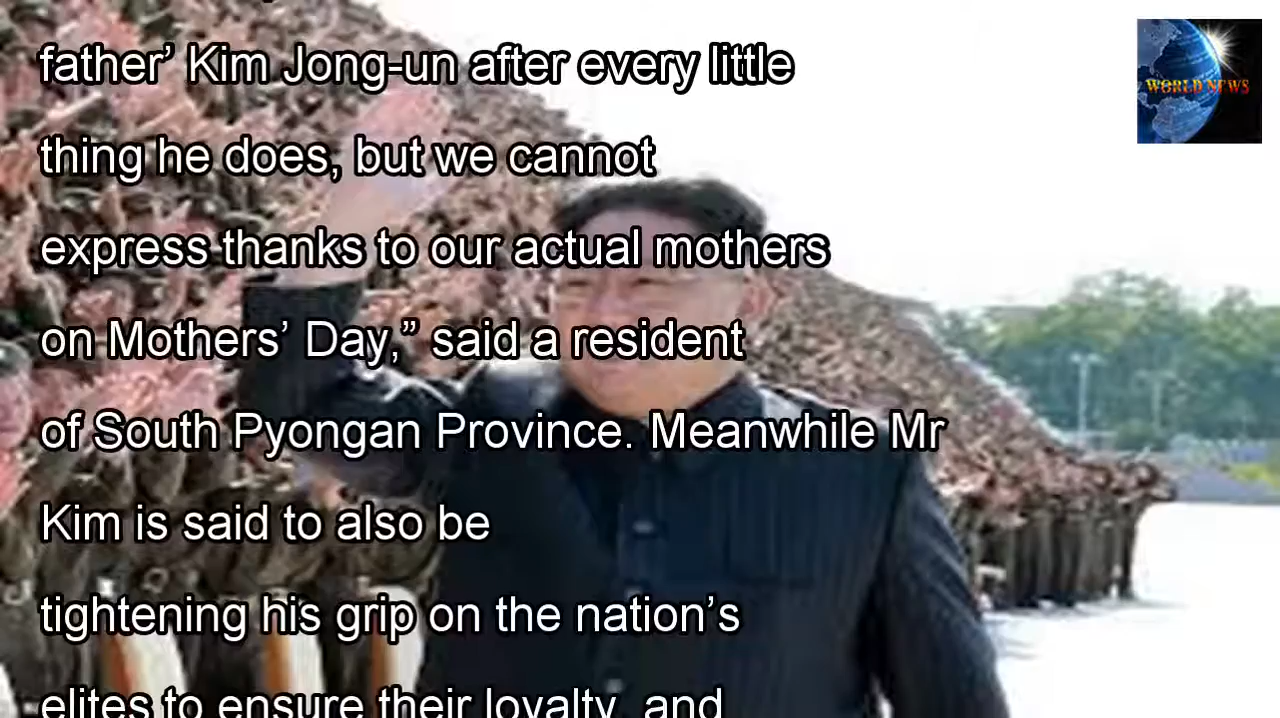 father’ Kim Jong-un after every little
thing he does, but we cannot
express thanks to our actual mothers
on Mothers’ Day,” said a resident
of South Pyongan Province. Meanwhile Mr
Kim is said to also be
tightening his grip on the nation’s
elites to ensure their loyalty, and
WORLD NEWS